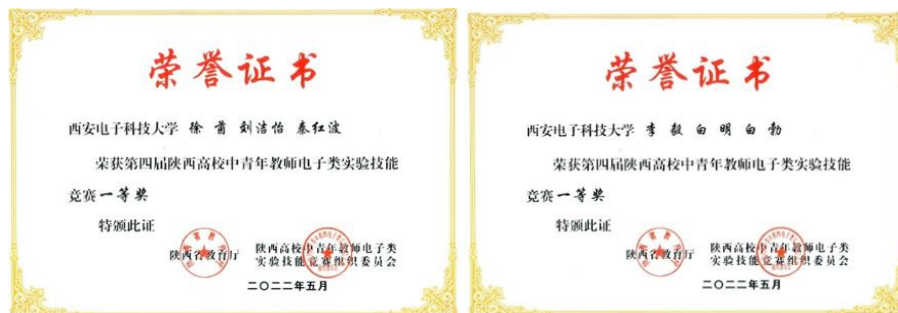 荣誉证书
西安电子科技大学 徐茵 刘洁怡 秦红波
荣获第四届陕西高校中青年教师电子类实验技能
竞赛一等奖
特颁此证
陕西省教育厅
陕西高校中青年教师电子类
实验技能竞赛组织委员会
二〇二二年五月
荣誉证书
西安电子科技大学 李毅 白明 白勃
荣获第四届陕西高校中青年教师电子类实验技能
竞赛一等奖
特颁此证
陕西省教育厅
陕西高校中青年教师电子类
实验技能竞赛组织委员会
二〇二二年五月